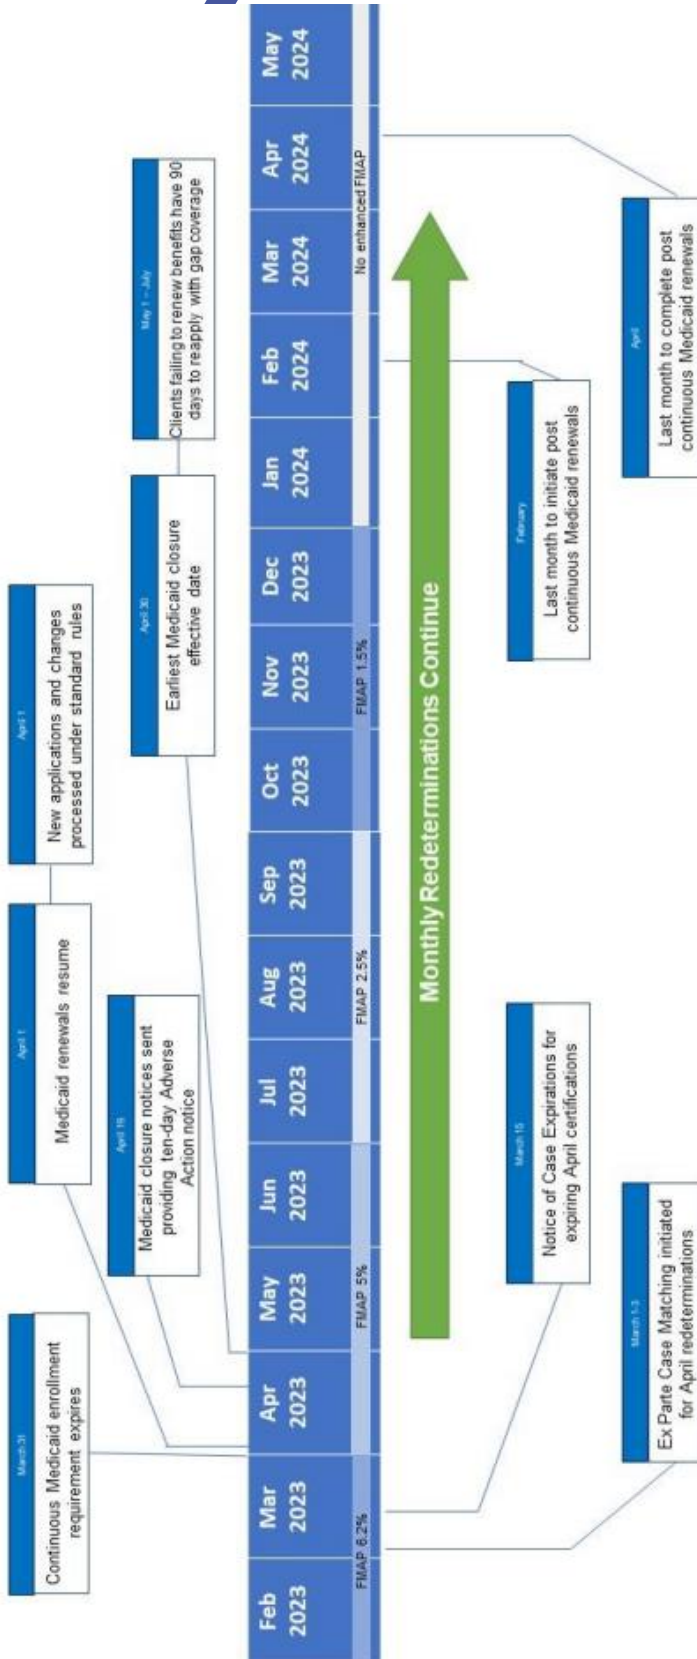 March 31
Continuous Medicaid enrollment
requirement expires
April 1
Medicaid renewals resume
April 1
New applications and changes
processed under standard rules
April 19
Medicaid closure notices sent
providing ten-day Adverse
Action notice
April 30
Earliest Medicaid closure
effective date
May 1 – July
Clients failing to renew benefits have 90
days to reapply with gap coverage
Feb
2023
Mar
2023
Apr
2023
May
2023
Jun
2023
Jul
2023
Aug
2023
Sep
2023
Oct
2023
Nov
2023
Dec
2023
Jan
2024
Feb
2024
Mar
2024
Apr
2024
May
2024
FMAP 6.2%
FMAP 5%
FMAP 2.5%
FMAP 1.5%
No enhanced FMAP
Monthly Redeterminations Continue
March 15
Notice of Case Expirations for
expiring April certifications
February
Last month to initiate post
continuous Medicaid renewals
March 1-3
Ex Parte Case Matching initiated
for April redeterminations
April
Last month to complete post
continuous Medicaid renewals